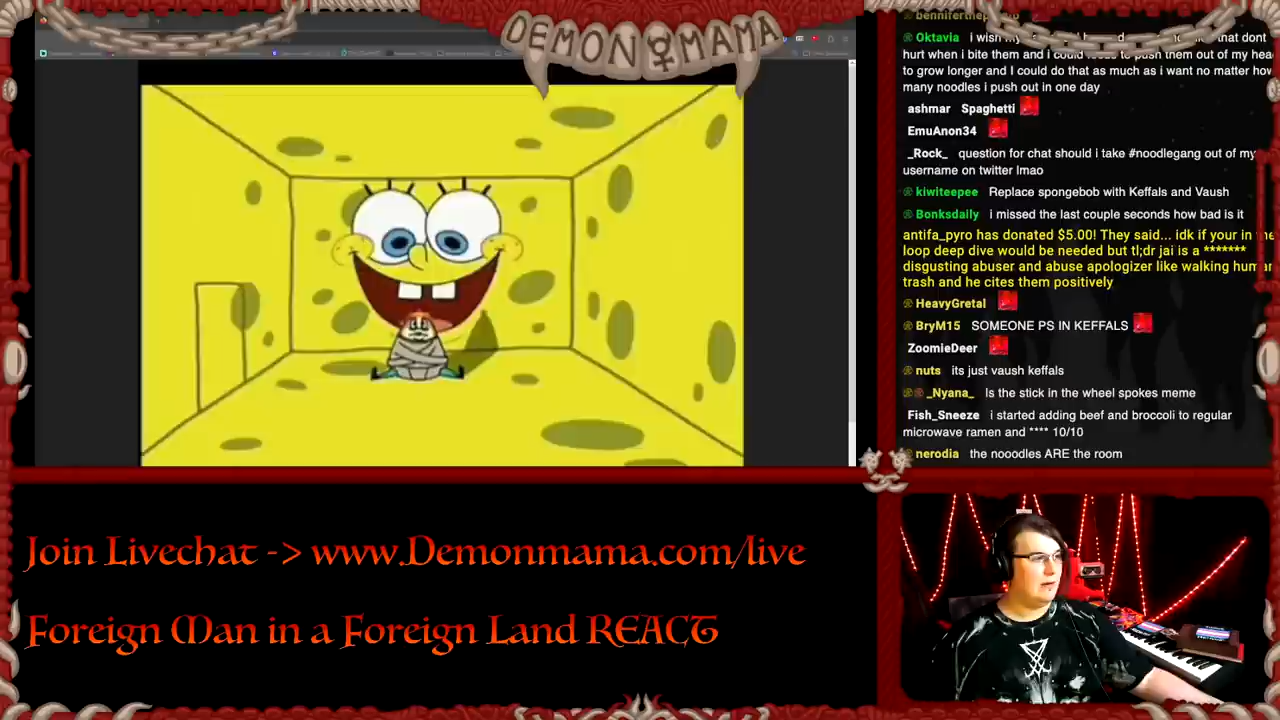 DEMON MAMA
Oktavia i wish my
that dont
hurt when i bite them and i could to push them out of my hea
to grow longer and I could do that as much as i want no matter how
many noodles i push out in one day
ashmar Spaghetti
EmuAnon34
_Rock_ question for chat should i take #noodlegang out of my
username on twitter lmao
kiwiteepee Replace spongebob with Keffals and Vaush
Bonksdaily i missed the last couple seconds how bad is it
antifa_pyro has donated $5.00! They said... idk if your in the
loop deep dive would be needed but tl;dr jai is a *******
disgusting abuser and abuse apologizer like walking human
trash and he cites them positively
HeavyGretal
BryM15 SOMEONE PS IN KEFFALS
ZoomieDeer
nuts its just vaush keffals
_Nyana_ Is the stick in the wheel spokes meme
Fish_Sneeze i started adding beef and broccoli to regular
microwave ramen and **** 10/10
nerodia the nooodles ARE the room
Join Livechat -> www.Demonmama.com/live
Foreign Man in a Foreign Land REACT